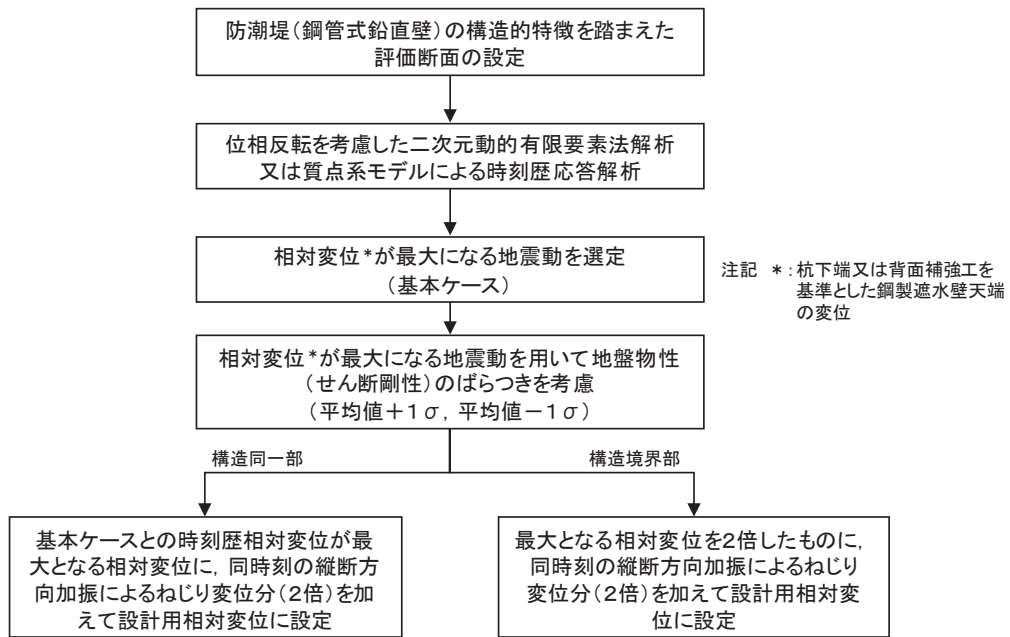 防潮堤（鋼管式鉛直壁）の構造的特徴を踏まえた
評価断面の設定
位相反転を考慮した二次元動的有限要素法解析
又は質点系モデルによる時刻歴応答解析
相対変位＊が最大になる地震動を選定
（基本ケース）
注記　＊：杭下端又は背面補強工を
基準とした鋼製遮水壁天端
の変位
相対変位＊が最大になる地震動を用いて地盤物性
（せん断剛性）のばらつきを考慮
（平均値＋１σ，平均値－１σ）
構造同一部
構造境界部
基本ケースとの時刻歴相対変位が最
大となる相対変位に，同時刻の縦断方
向加振によるねじり変位分（2倍）を加
えて設計用相対変位に設定
最大となる相対変位を2倍したものに，
同時刻の縦断方向加振によるねじり
変位分（2倍）を加えて設計用相対変
位に設定